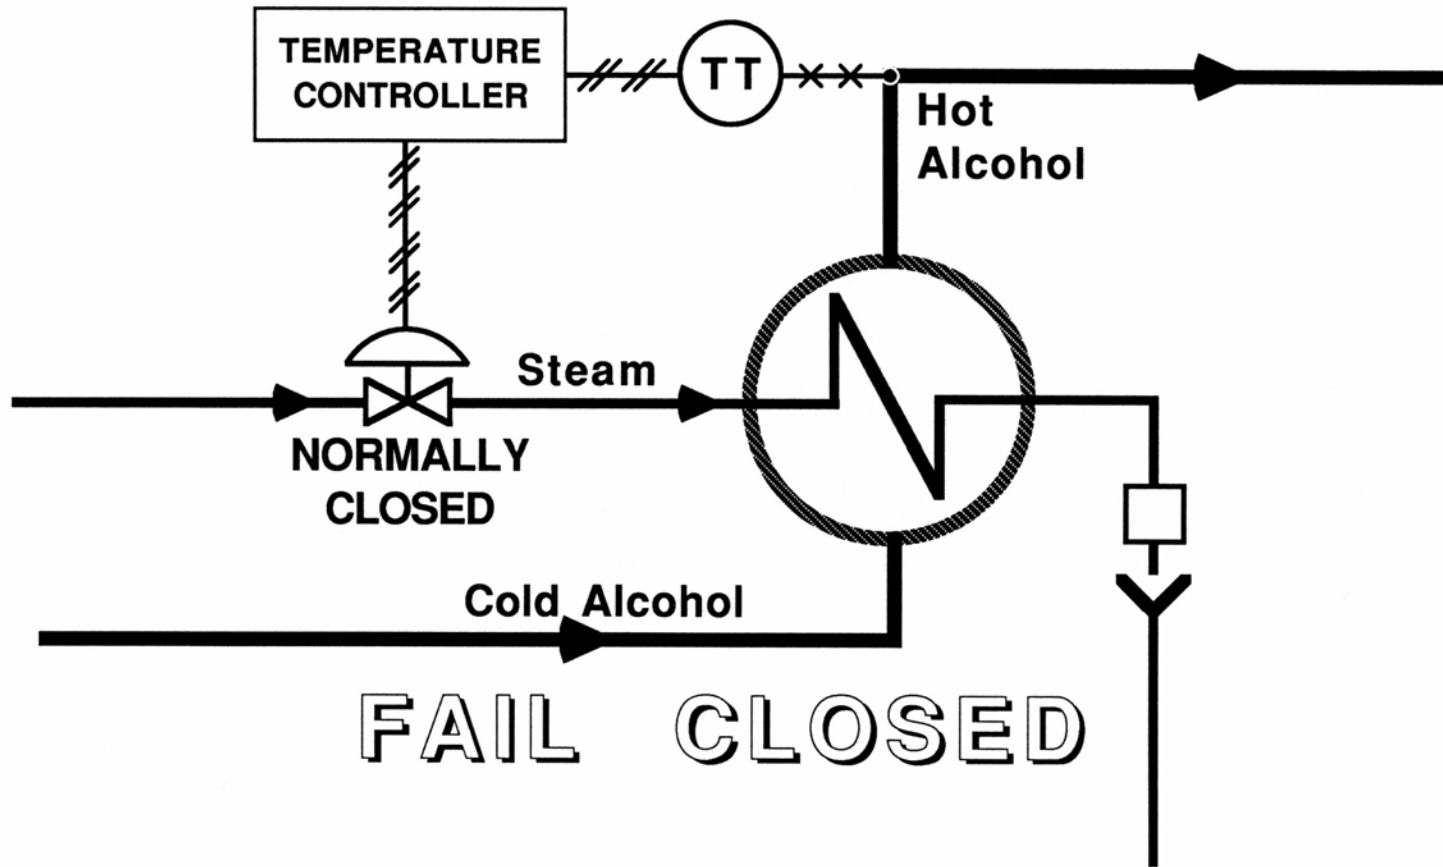 TEMPERATURE
CONTROLLER
TT
Hot
Alcohol
Steam
NORMALLY
CLOSED
Cold Alcohol
FAIL CLOSED